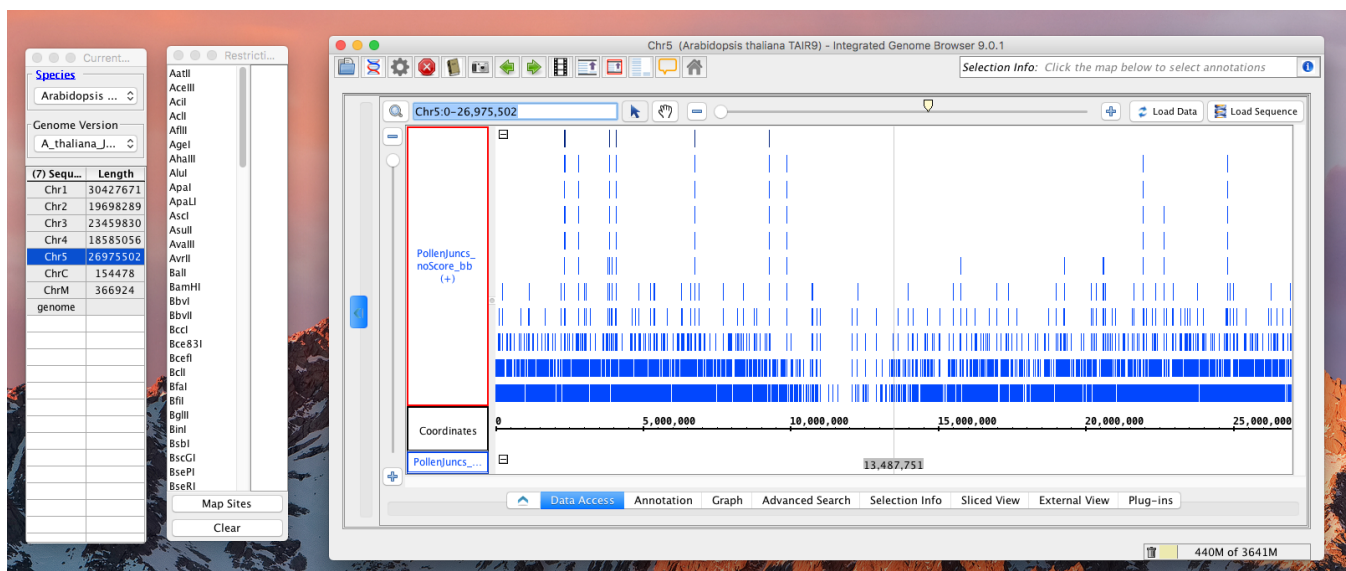 Current...
Species
Arabidopsis ...
Genome Version
A_thaliana_J...
(7) Sequ... Length
Chr1 30427671
Chr2 19698289
Chr3 23459830
Chr4 18585056
Chr5 26975502
ChrC 154478
ChrM 366924
genome
Restricti...
AatII
AceIII
AciI
AclI
AflII
AgeI
AhaIII
AluI
ApaI
ApaLI
AscI
AsuII
AvaIII
AvrII
BalI
BamHI
BbvI
BbvII
BccI
Bce83I
BcefI
BclI
BfaI
BfiI
BglII
BinI
BsbI
BscGI
BsePI
BseRI
Map Sites
Clear
Chr5 (Arabidopsis thaliana TAIR9) - Integrated Genome Browser 9.0.1
Selection Info: Click the map below to select annotations
Chr5:0-26,975,502
Load Data
Load Sequence
PollenJuncs_
noScore_bb
(+)
Coordinates
0 5,000,000 10,000,000 15,000,000 20,000,000 25,000,000
PollenJuncs_...
13,487,751
Data Access Annotation Graph Advanced Search Selection Info Sliced View External View Plug-ins
440M of 3641M